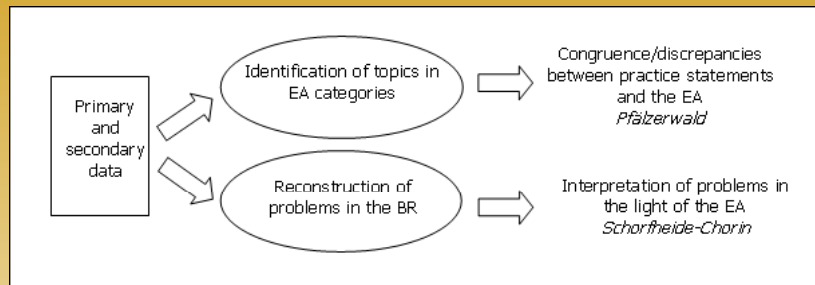 Primary
and
secondary
data
Identification of topics in
EA categories
Congruence/discrepancies
between practice statements
and the EA
Pfälzerwald
Reconstruction of
problems in the BR
Interpretation of problems in
the light of the EA
Schorfheide-Chorin